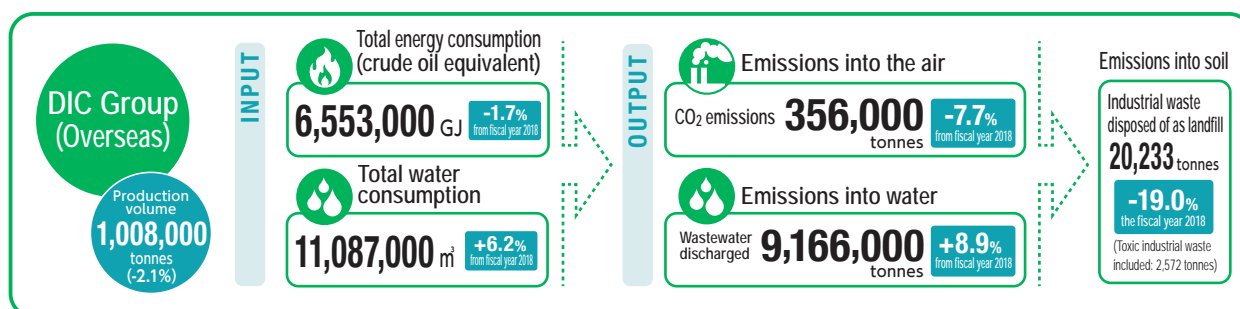 DIC Group
(Overseas)
Production
volume
1,008,000
tonnes
(-2.1%)
INPUT
Total energy consumption
(crude oil equivalent)
6,553,000 GJ
-1.7%
from fiscal year 2018
Total water
consumption
11,087,000 ㎥
+6.2%
from fiscal year 2018
OUTPUT
Emissions into the air
CO₂ emissions 356,000
tonnes
-7.7%
from fiscal year 2018
Emissions into water
Wastewater
discharged
9,166,000
tonnes
+8.9%
from fiscal year 2018
Emissions into soil
Industrial waste
disposed of as landfill
20,233 tonnes
-19.0%
the fiscal year 2018
(Toxic industrial waste
included: 2,572 tonnes)